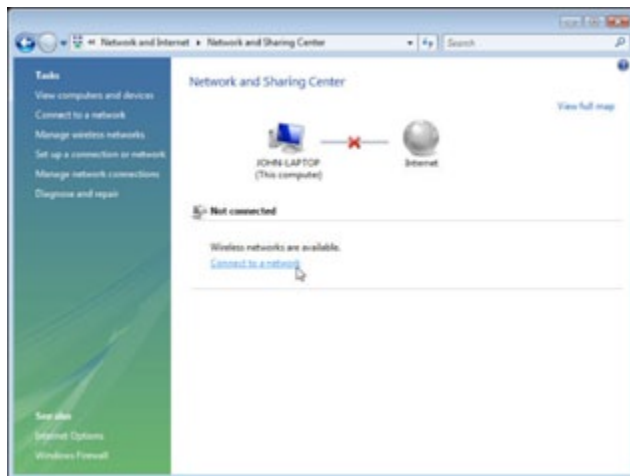 « Network and Internet ▸ Network and Sharing Center
Search
Tasks
View computers and devices
Connect to a network
Manage wireless networks
Set up a connection or network
Manage network connections
Diagnose and repair
See also
Internet Options
Windows Firewall
Network and Sharing Center
View full map
JOHN-LAPTOP
(This computer)
Internet
Not connected
Wireless networks are available.
Connect to a network